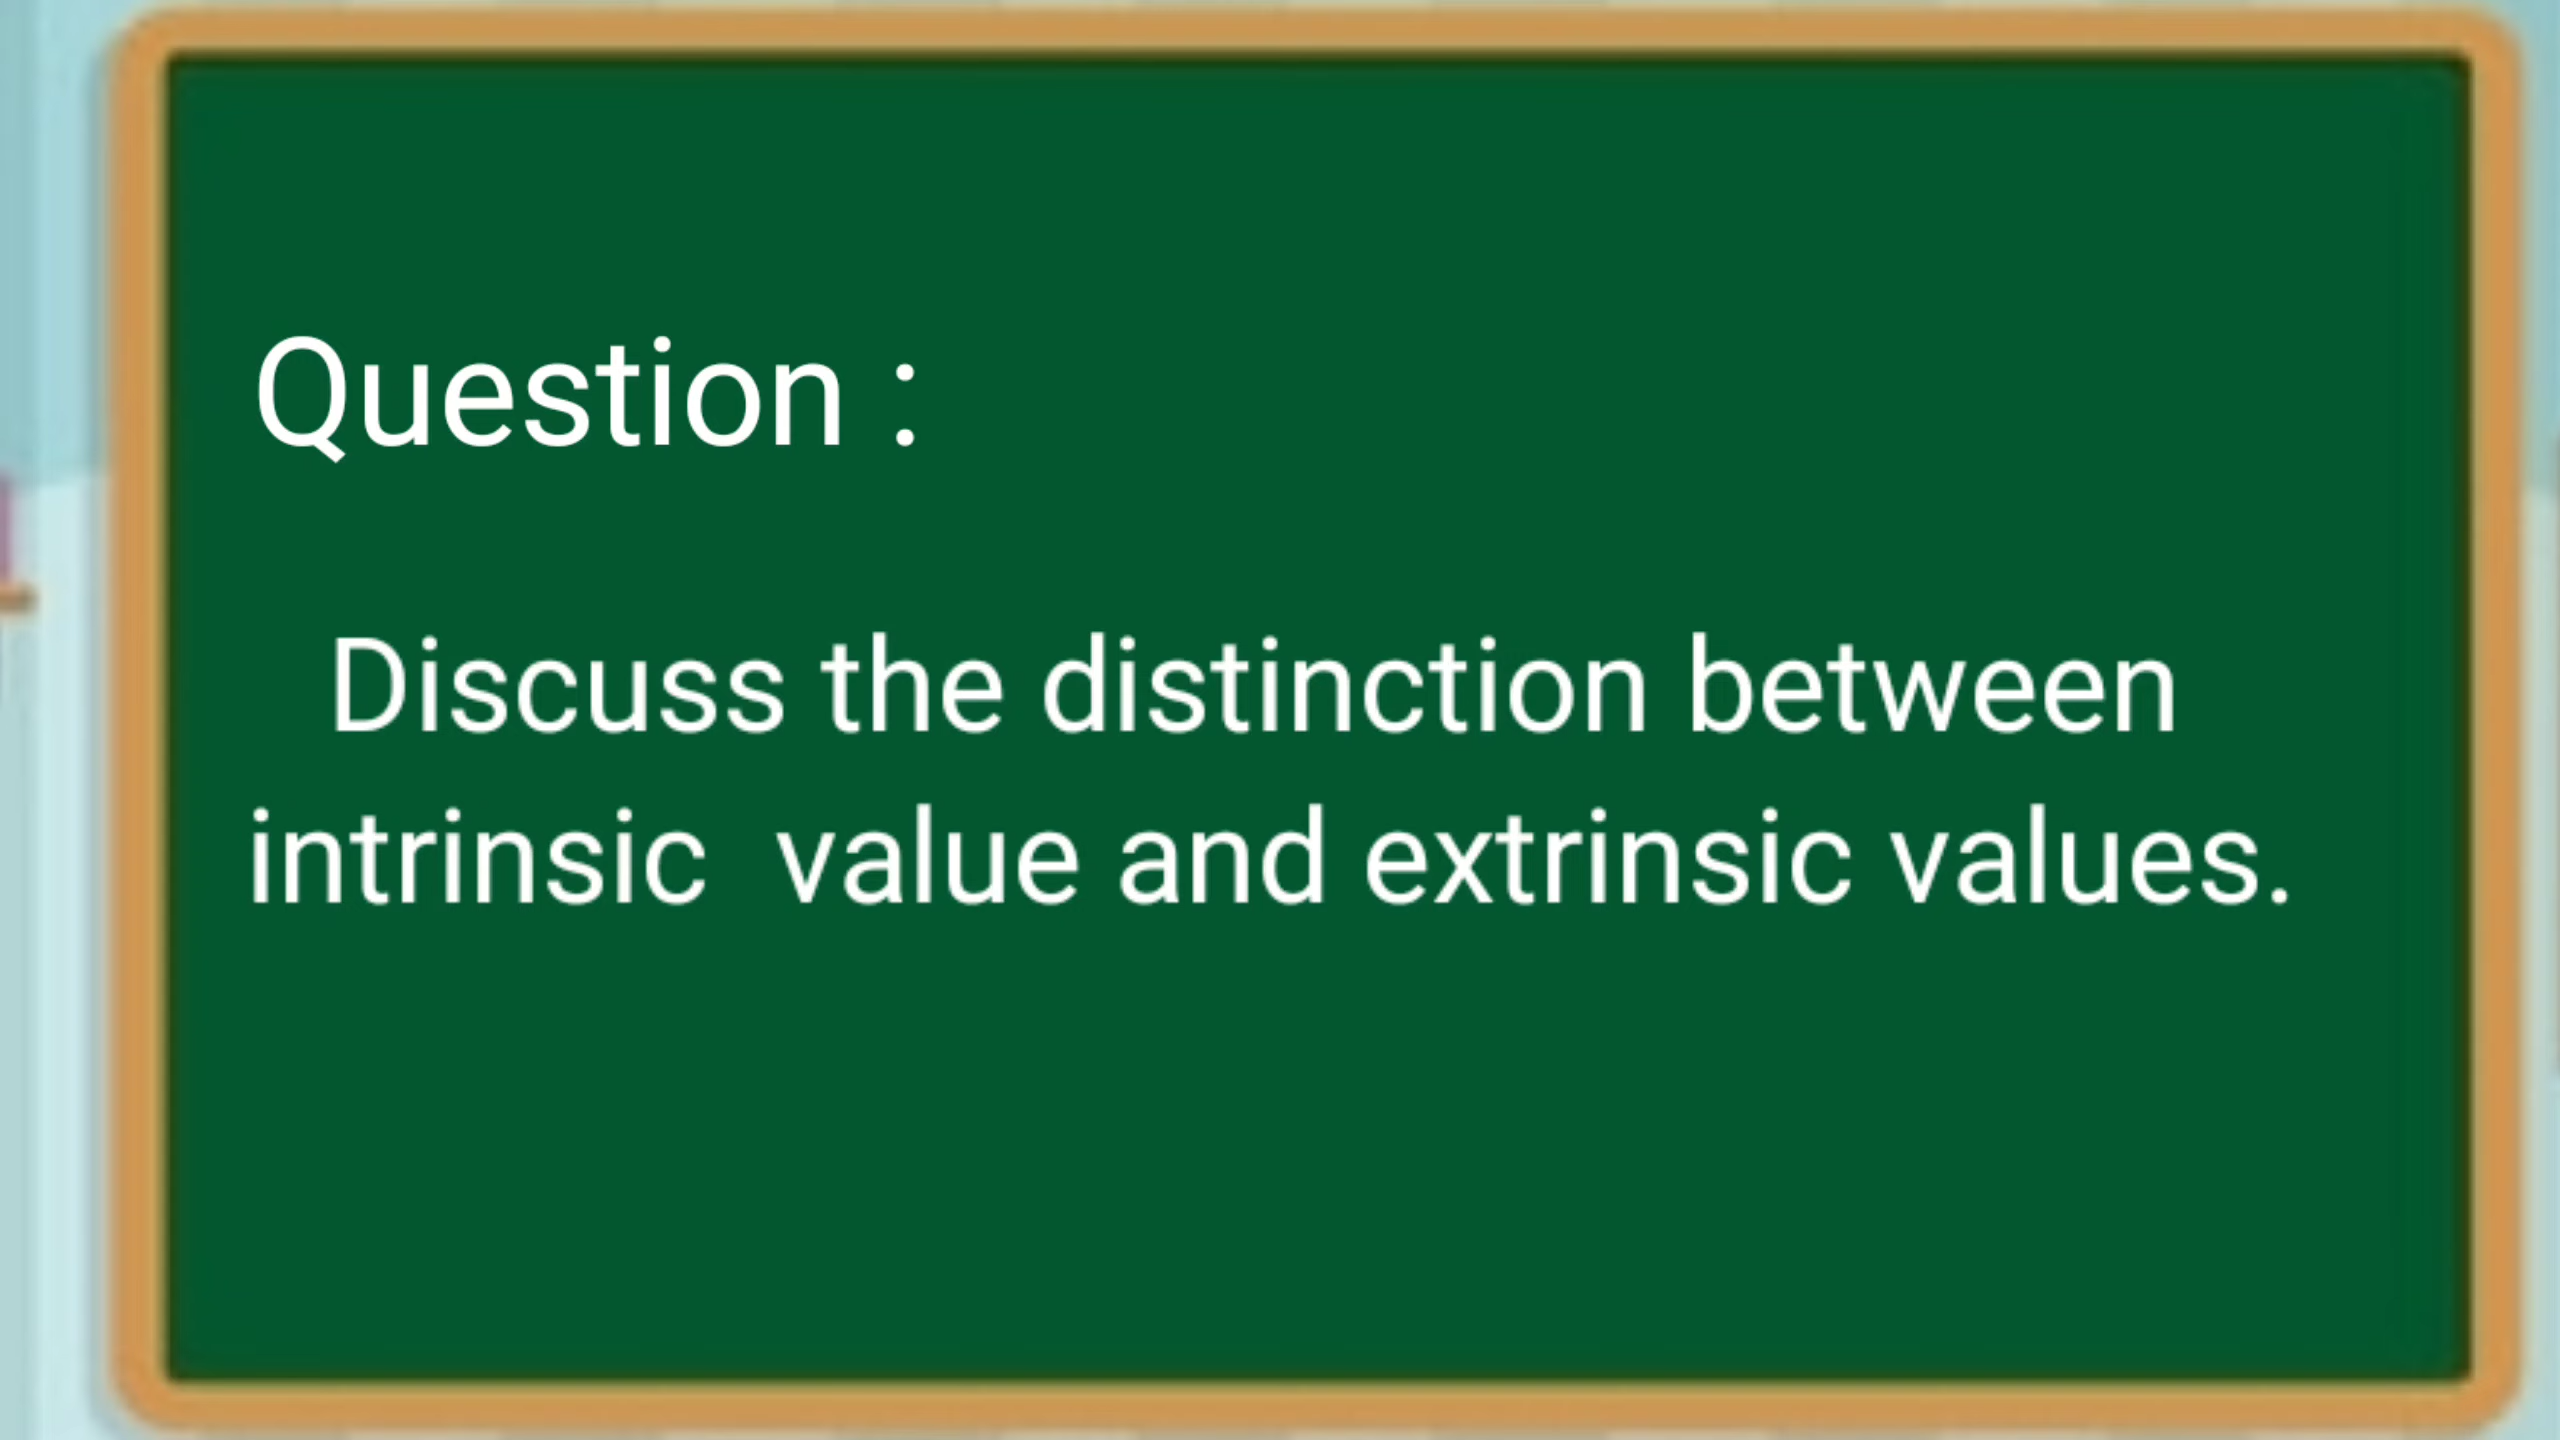 Question :
Discuss the distinction between
intrinsic  value and extrinsic values.